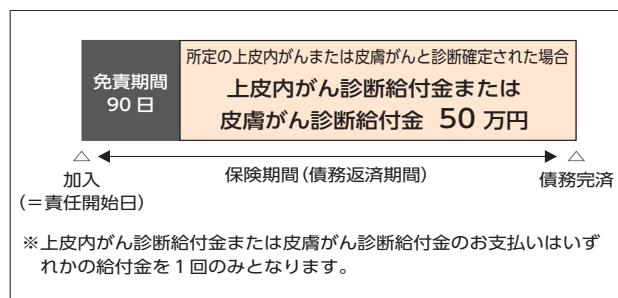 免責期間
90日
所定の上皮内がんまたは皮膚がんと診断確定された場合
上皮内がん診断給付金または
皮膚がん診断給付金 50万円
加入
(=責任開始日)
保険期間(債務返済期間)
債務完済
※上皮内がん診断給付金または皮膚がん診断給付金のお支払いはいず
れかの給付金を1回のみとなります。